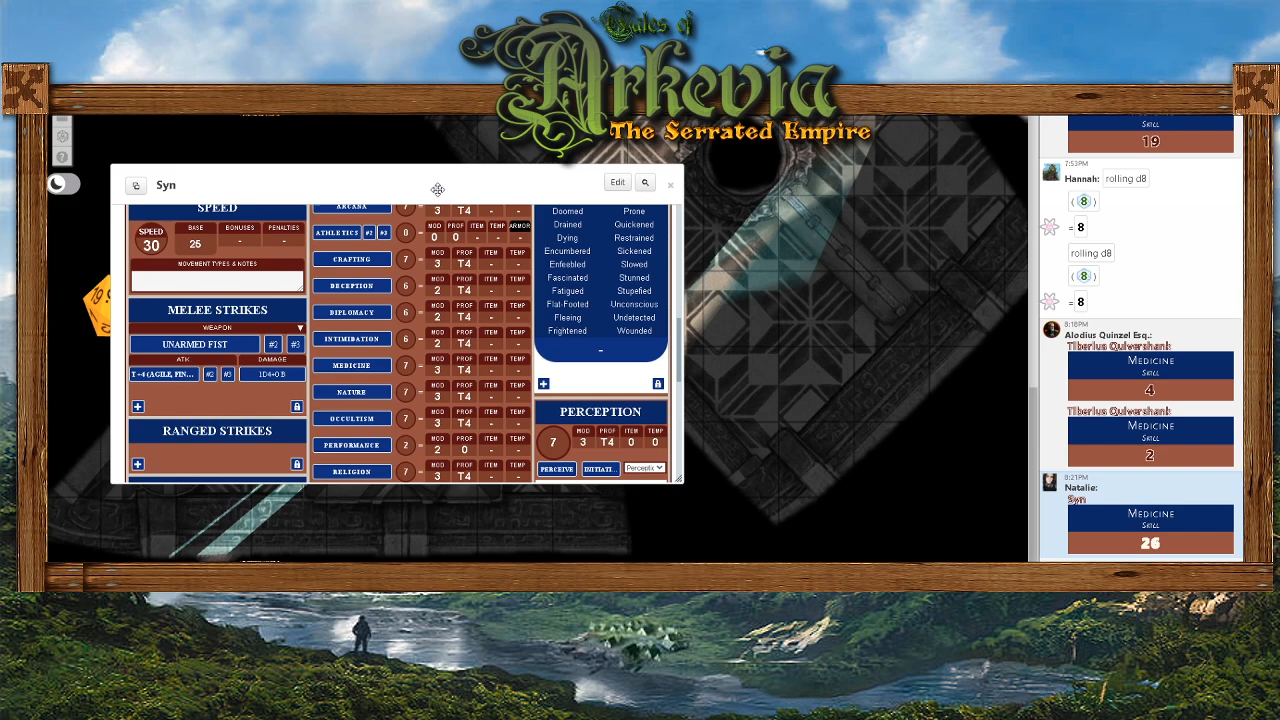 Tales of
Arkevia
The Serrated Empire
Syn
Edit
SPEED
SPEED
30
BASE
BONUSES
PENALTIES
25
-
-
MOVEMENT TYPES & NOTES
MELEE STRIKES
WEAPON
UNARMED FIST
#2
#3
ATK
DAMAGE
#2
#3
1D4+0 B
RANGED STRIKES
ARCANA
7
3
T4
-
-
ATHLETICS
#2
#3
0
MOD
PROF
ITEM
TEMP
ARMOR
0
0
-
-
-
CRAFTING
7
MOD
PROF
ITEM
TEMP
3
T4
-
-
DECEPTION
6
MOD
PROF
ITEM
TEMP
2
T4
-
-
DIPLOMACY
6
MOD
PROF
ITEM
TEMP
2
T4
-
-
INTIMIDATION
6
MOD
PROF
ITEM
TEMP
2
T4
-
-
MEDICINE
7
MOD
PROF
ITEM
TEMP
3
T4
-
-
NATURE
7
MOD
PROF
ITEM
TEMP
3
T4
-
-
OCCULTISM
7
MOD
PROF
ITEM
TEMP
3
T4
-
-
PERFORMANCE
2
MOD
PROF
ITEM
TEMP
2
0
-
-
RELIGION
7
MOD
PROF
ITEM
TEMP
3
T4
-
-
Doomed
Prone
Drained
Quickened
Dying
Restrained
Encumbered
Sickened
Enfeebled
Slowed
Fascinated
Stunned
Fatigued
Stupefied
Flat-Footed
Unconscious
Fleeing
Undetected
Frightened
Wounded
-
PERCEPTION
7
MOD
PROF
ITEM
TEMP
3
T4
0
0
PERCEIVE
INITIATI...
Perceptic
SKILL
19
7:53PM
Hannah: rolling d8
(8)
=8
rolling d8
(8)
=8
8:18PM
Alodius Quinzel Esq.:
Tiberius Quivershank
MEDICINE
SKILL
4
Tiberius Quivershank
MEDICINE
SKILL
2
8:21PM
Natalie:
Syn
MEDICINE
SKILL
26